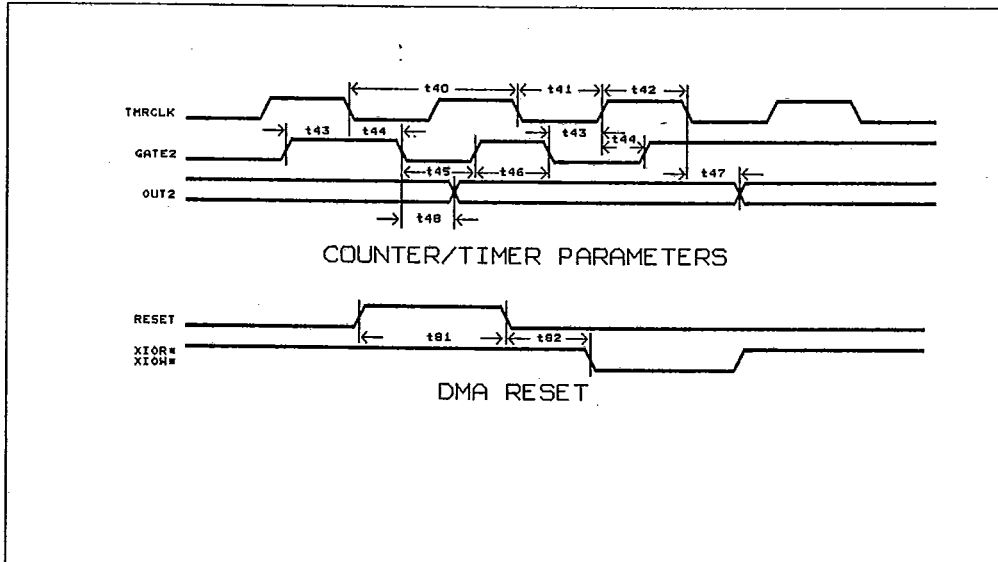 t40 t41 t42
TMRCLK
t43 t44 t43 t44
GATE2
t45 t46 t47
OUT2
t48
COUNTER/TIMER PARAMETERS
RESET
t81 t82
XIOR*
XIOW*
DMA RESET